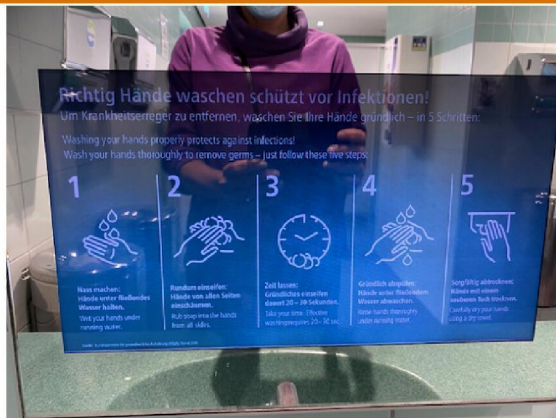 Richtig Hände waschen schützt vor Infektionen!
Um Krankheitserreger zu entfernen, waschen Sie Ihre Hände gründlich – in 5 Schritten:
Washing your hands properly protects against infections!
Wash your hands thoroughly to remove germs – just follow these five steps:
1
2
3
4
5
Nass machen:
Hände unter fließendes
Wasser halten.
Wet your hands under
running water.
Rundum einseifen:
Hände von allen Seiten
einschäumen.
Rub soap into the hands
from all sides.
Zeit lassen:
Gründliches einseifen
dauert 20 – 30 Sekunden.
Take your time. Effective
washing requires 20 – 30 sec.
Gründlich abspülen:
Hände unter fließendem
Wasser abwaschen.
Rinse hands thoroughly
under running water.
Sorgfältig abtrocknen:
Hände mit einem
sauberen Tuch trocknen.
Carefully dry your hands
using a dry towel.